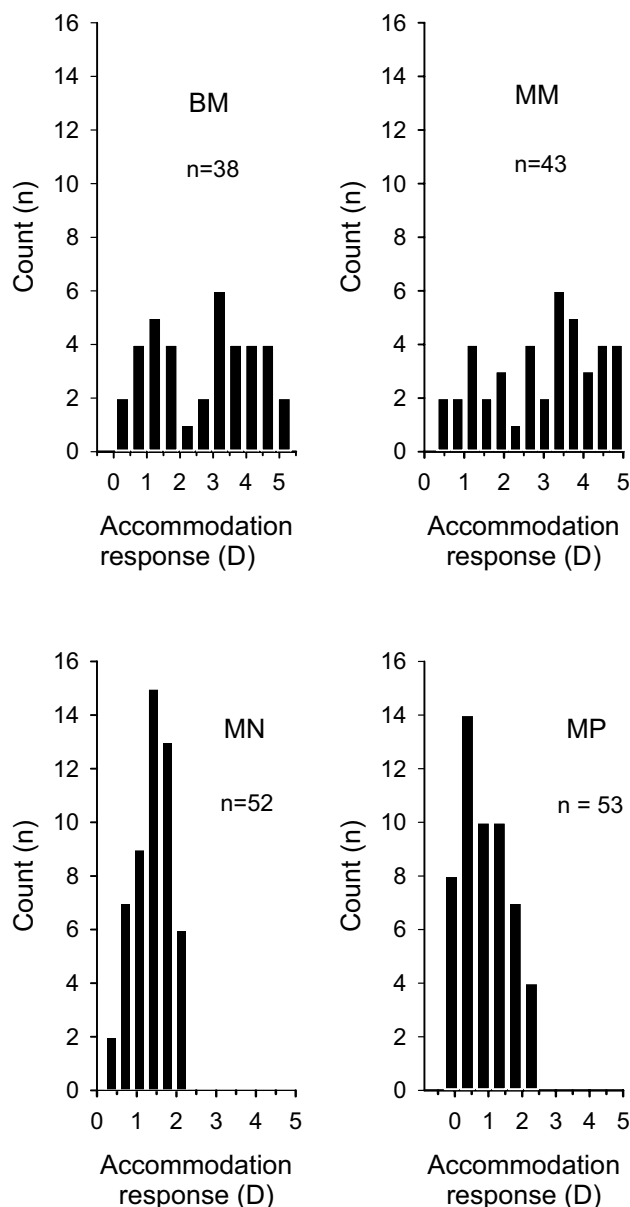 16
14
12
10
8
6
4
2
0
Count (n)
BM
n=38
0 1 2 3 4 5
Accommodation
response (D)
16
14
12
10
8
6
4
2
0
Count (n)
MM
n=43
0 1 2 3 4 5
Accommodation
response (D)
16
14
12
10
8
6
4
2
0
Count (n)
MN
n=52
0 1 2 3 4 5
Accommodation
response (D)
16
14
12
10
8
6
4
2
0
Count (n)
MP
n = 53
0 1 2 3 4 5
Accommodation
response (D)